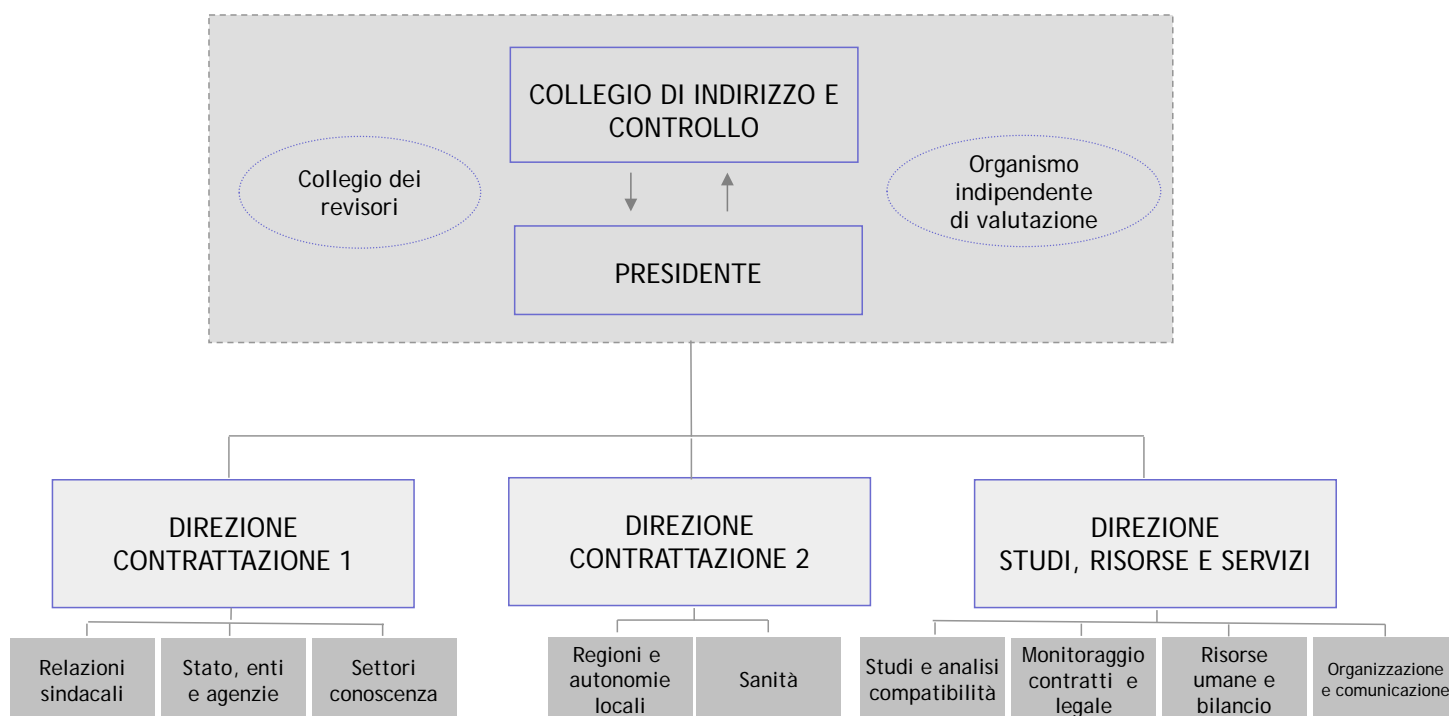 COLLEGIO DI INDIRIZZO E
CONTROLLO
Collegio dei
revisori
Organismo
indipendente
di valutazione
PRESIDENTE
DIREZIONE
CONTRATTAZIONE 1
DIREZIONE
CONTRATTAZIONE 2
DIREZIONE
STUDI, RISORSE E SERVIZI
Relazioni
sindacali
Stato, enti
e agenzie
Settori
conoscenza
Regioni e
autonomie
locali
Sanità
Studi e analisi
compatibilità
Monitoraggio
contratti e
legale
Risorse
umane e
bilancio
Organizzazione
e comunicazione